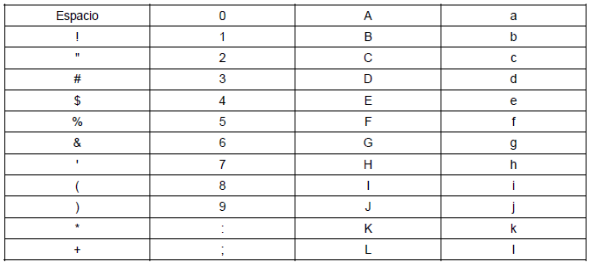 Espacio 0 A a
! 1 B b
" 2 C c
# 3 D d
$ 4 E e
% 5 F f
& 6 G g
' 7 H h
( 8 I i
) 9 J j
* : K k
+ ; L l